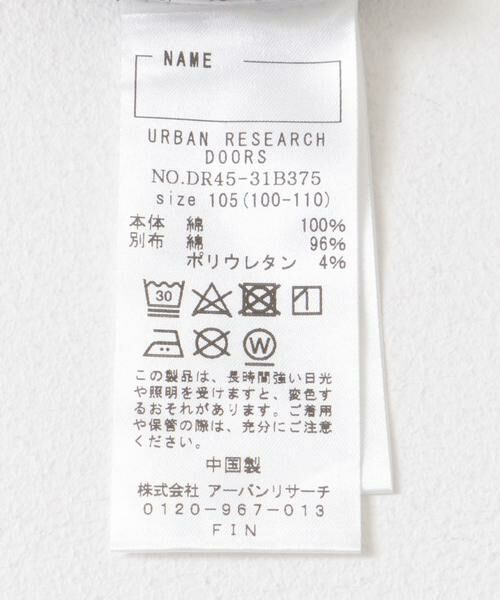 NAME
URBAN RESEARCH
DOORS
NO.DR45-31B375
size 105(100-110)
本体 綿 100%
別布 綿 96%
ポリウレタン 4%
30
W
この製品は、長時間強い日光
や照明を受けますと、変色す
るおそれがあります。ご着用
や保管の際は、充分にご注意
ください。
中国製
株式会社 アーバンリサーチ
0120-967-013
FIN